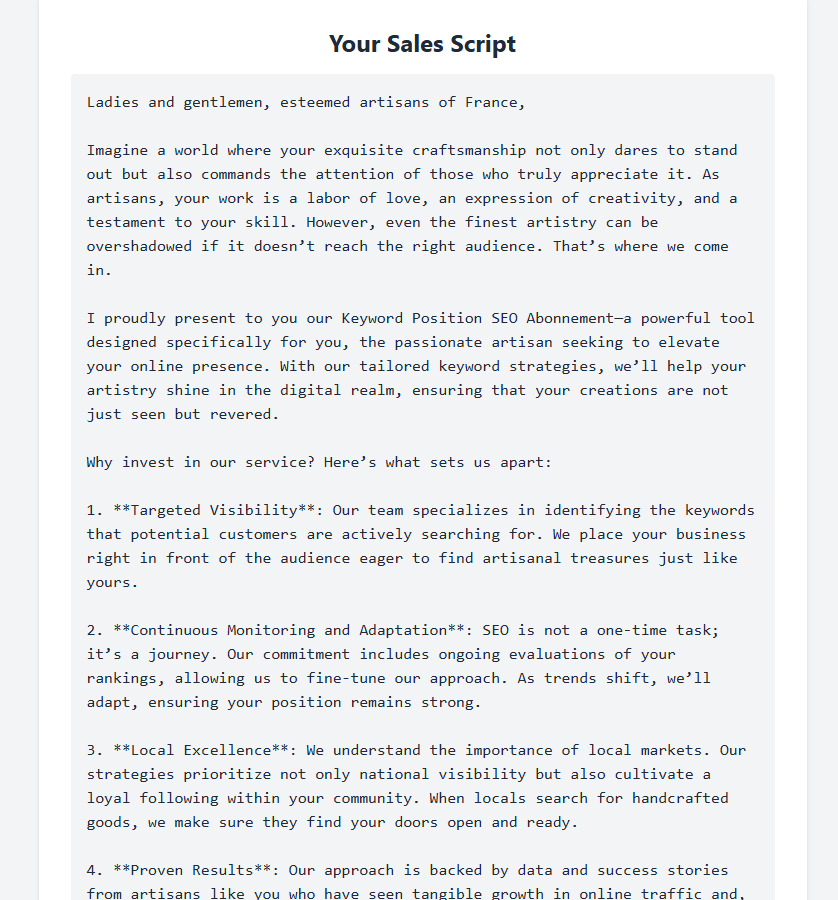 Your Sales Script
Ladies and gentlemen, esteemed artisans of France,
Imagine a world where your exquisite craftsmanship not only dares to stand
out but also commands the attention of those who truly appreciate it. As
artisans, your work is a labor of love, an expression of creativity, and a
testament to your skill. However, even the finest artistry can be
overshadowed if it doesn’t reach the right audience. That’s where we come
in.
I proudly present to you our Keyword Position SEO Abonnement—a powerful tool
designed specifically for you, the passionate artisan seeking to elevate
your online presence. With our tailored keyword strategies, we’ll help your
artistry shine in the digital realm, ensuring that your creations are not
just seen but revered.
Why invest in our service? Here’s what sets us apart:
1. **Targeted Visibility**: Our team specializes in identifying the keywords
that potential customers are actively searching for. We place your business
right in front of the audience eager to find artisanal treasures just like
yours.
2. **Continuous Monitoring and Adaptation**: SEO is not a one-time task;
it’s a journey. Our commitment includes ongoing evaluations of your
rankings, allowing us to fine-tune our approach. As trends shift, we’ll
adapt, ensuring your position remains strong.
3. **Local Excellence**: We understand the importance of local markets. Our
strategies prioritize not only national visibility but also cultivate a
loyal following within your community. When locals search for handcrafted
goods, we make sure they find your doors open and ready.
4. **Proven Results**: Our approach is backed by data and success stories
from artisans like you who have seen tangible growth in online traffic and,